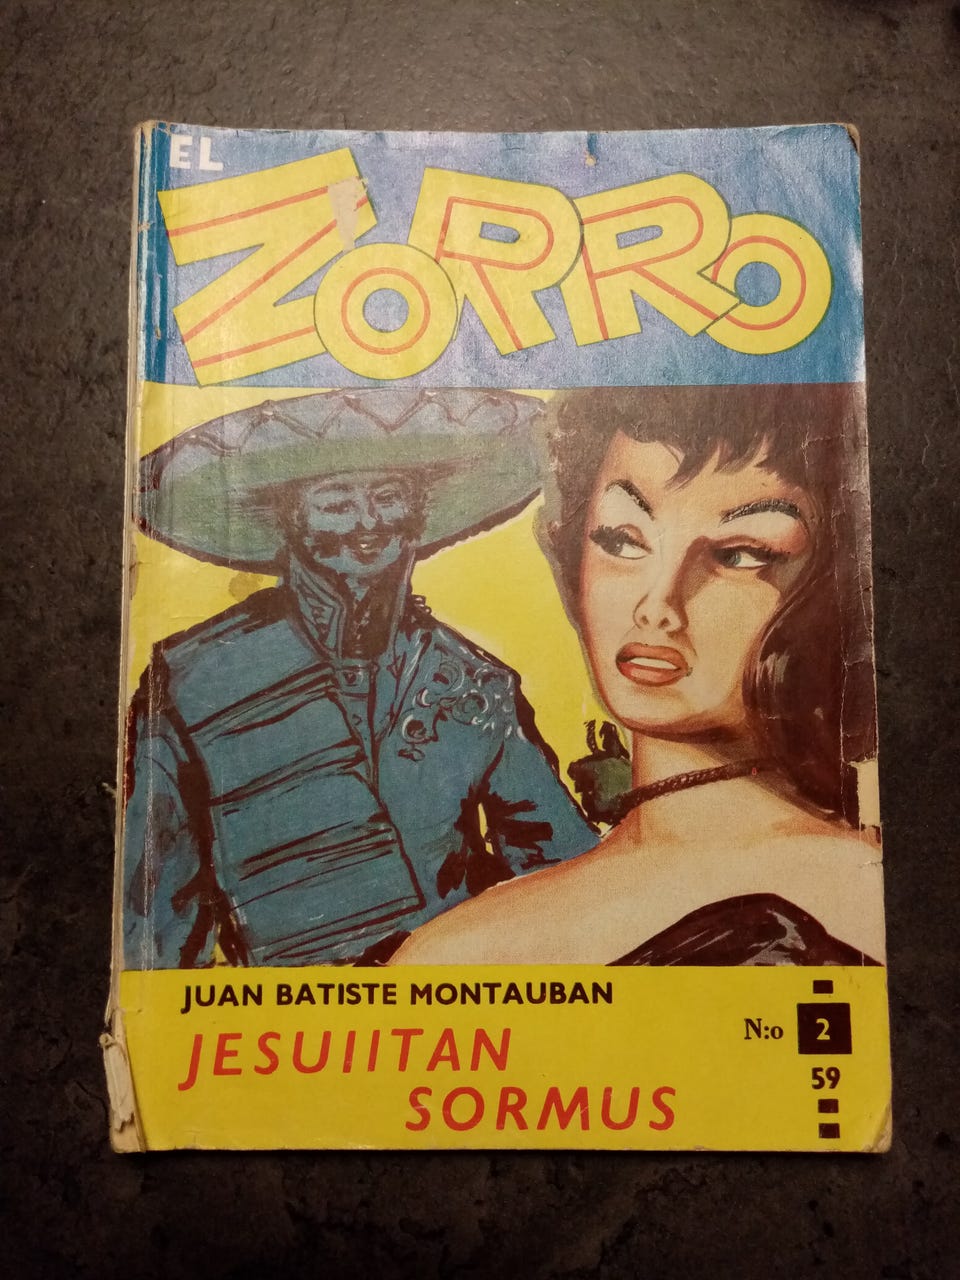 EL
ZORRO
JUAN BATISTE MONTAUBAN
JESUIITAN
SORMUS
N:o 2
59